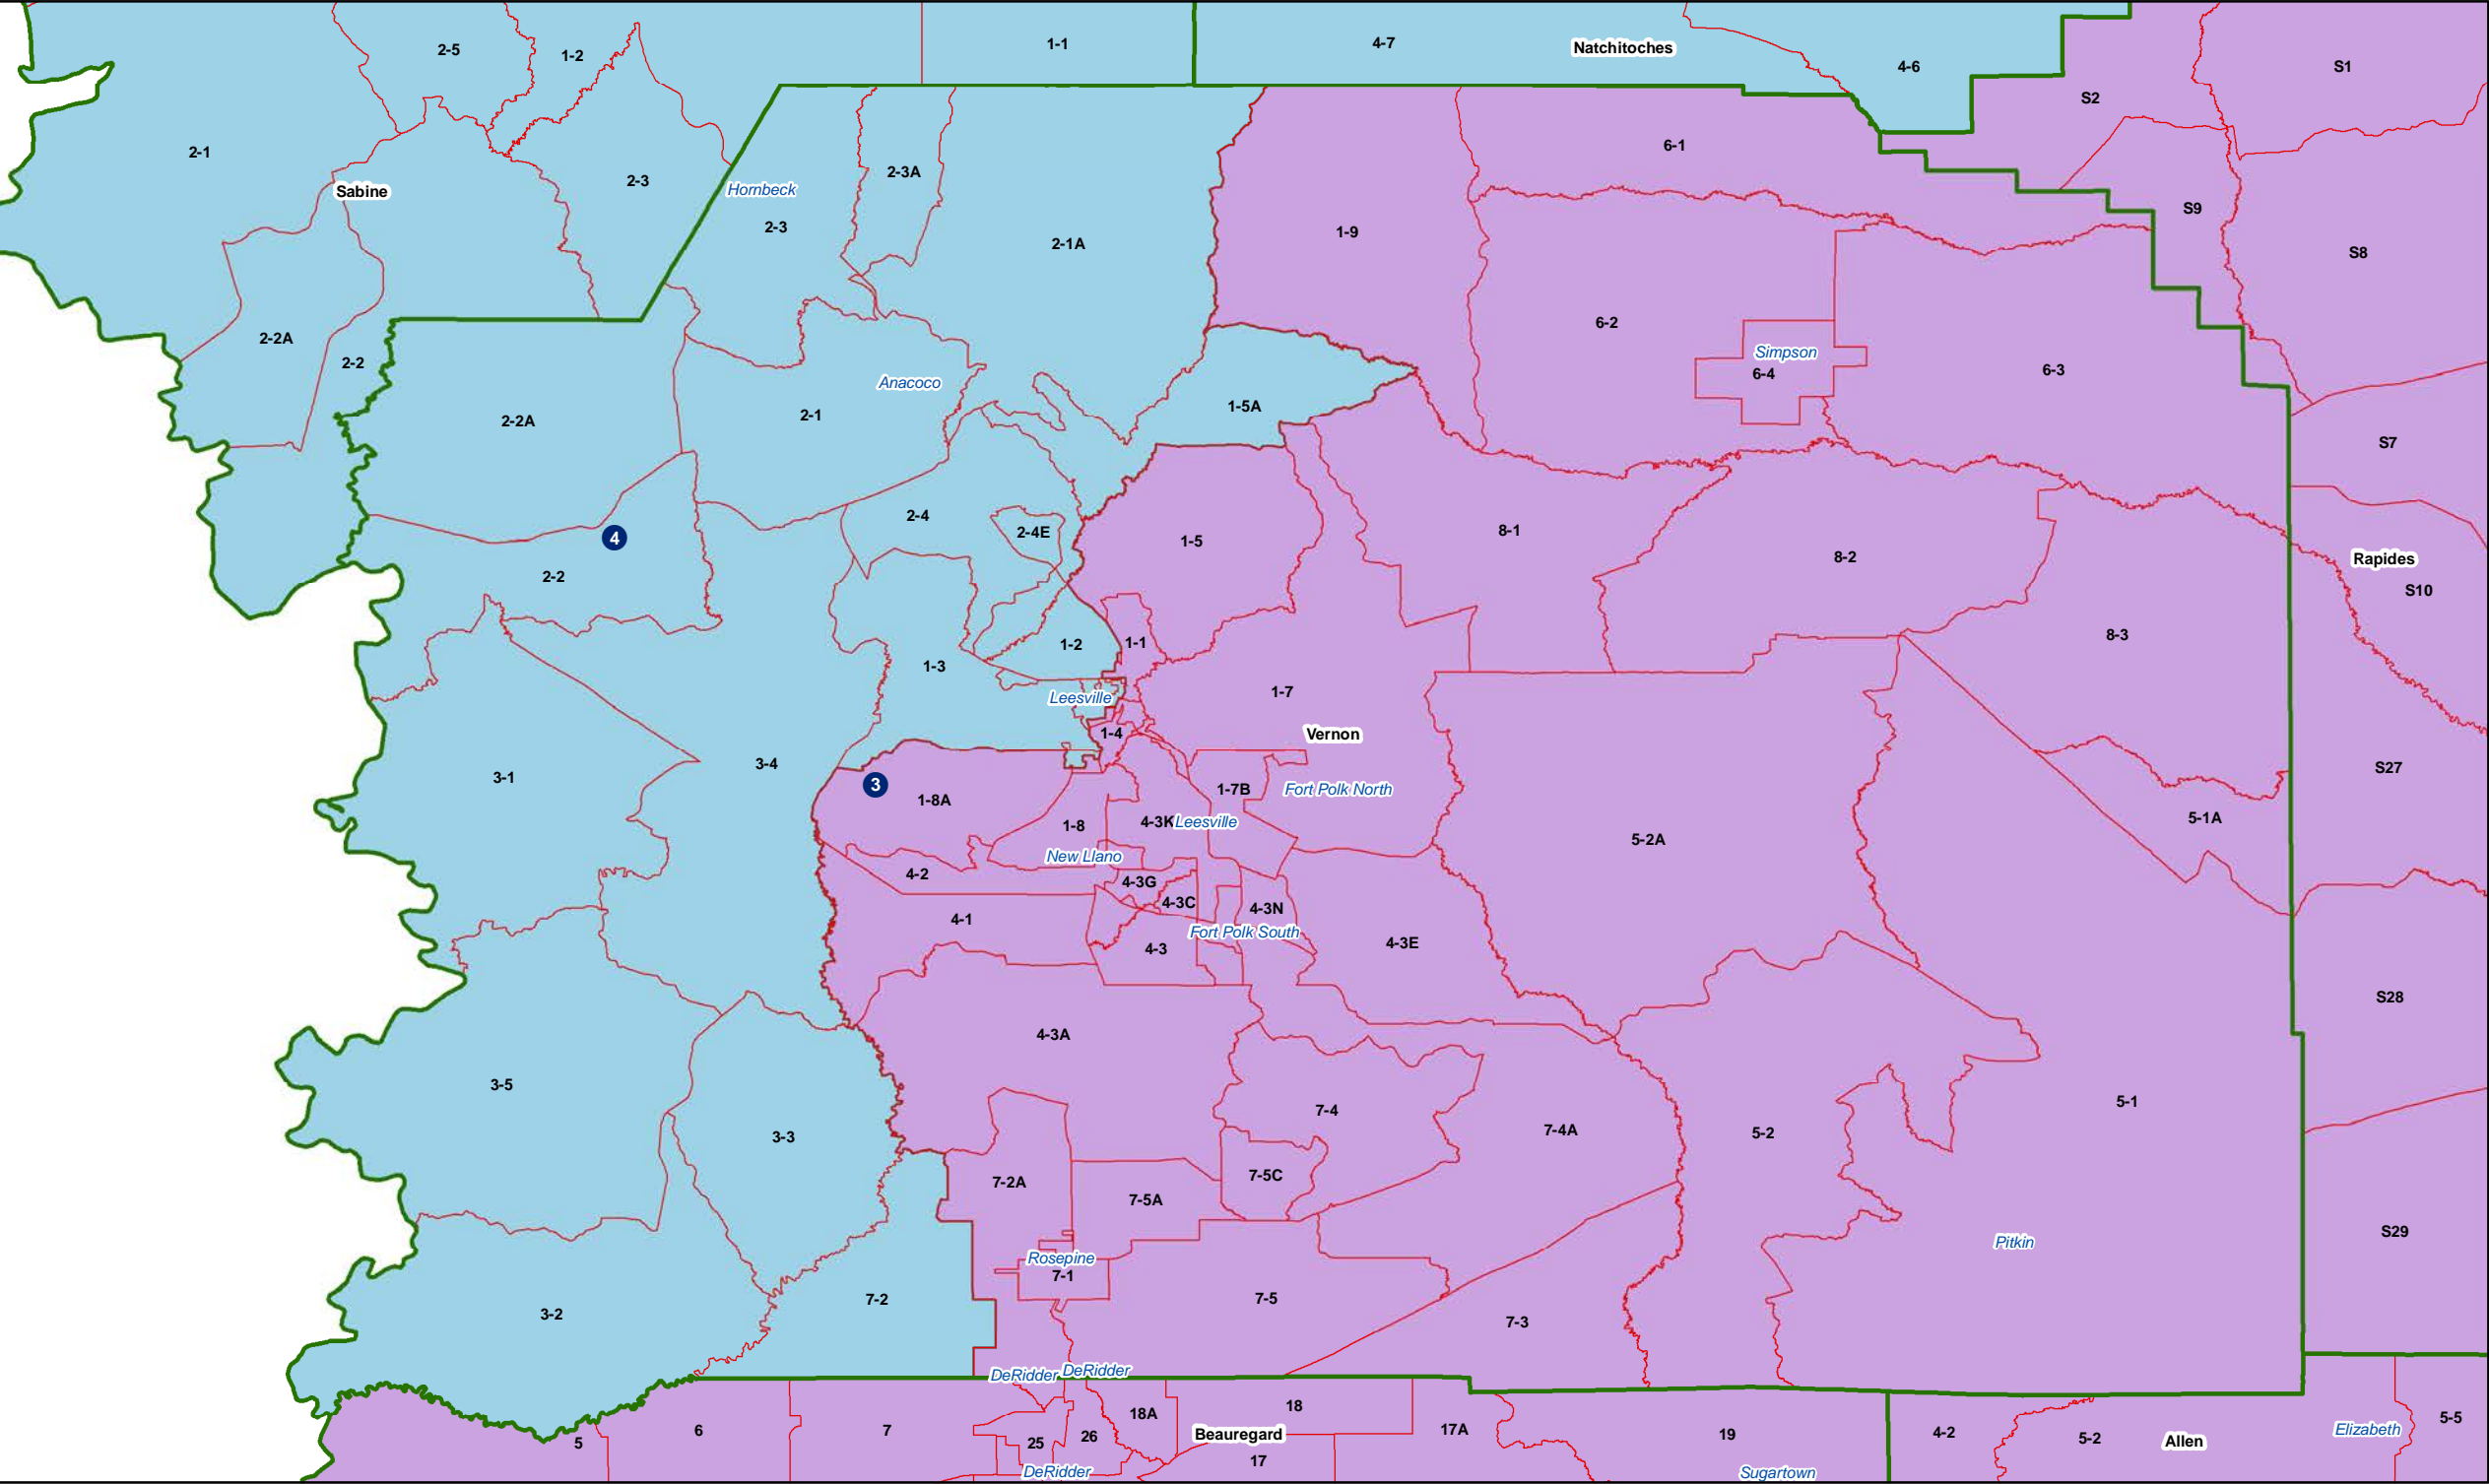 1-1
4-7
Natchitoches
2-5
1-2
4-6
S1
S2
2-1
6-1
2-3A
2-3
Sabine
Hornbeck
S9
2-3
1-9
2-1A
S8
6-2
2-2A
Simpson
2-2
6-3
6-4
Anacoco
1-5A
2-1
2-2A
S7
2-4
8-1
2-4E
4
1-5
8-2
Rapides
2-2
S10
8-3
1-1
1-2
1-3
1-7
Leesville
1-4
Vernon
3-4
S27
3-1
3
1-7B
Fort Polk North
1-8A
5-1A
4-3K
Leesville
1-8
5-2A
New Llano
4-2
4-3G
4-3C
4-3N
4-1
Fort Polk South
4-3E
4-3
S28
4-3A
3-5
5-1
7-4
7-4A
5-2
3-3
7-5C
7-2A
7-5A
S29
Pitkin
Rosepine
7-1
7-5
7-2
3-2
7-3
DeRidder
DeRidder
18
18A
5-5
Elizabeth
17A
6
7
4-2
Beauregard
19
26
5-2
Allen
5
25
17
DeRidder
Sugartown